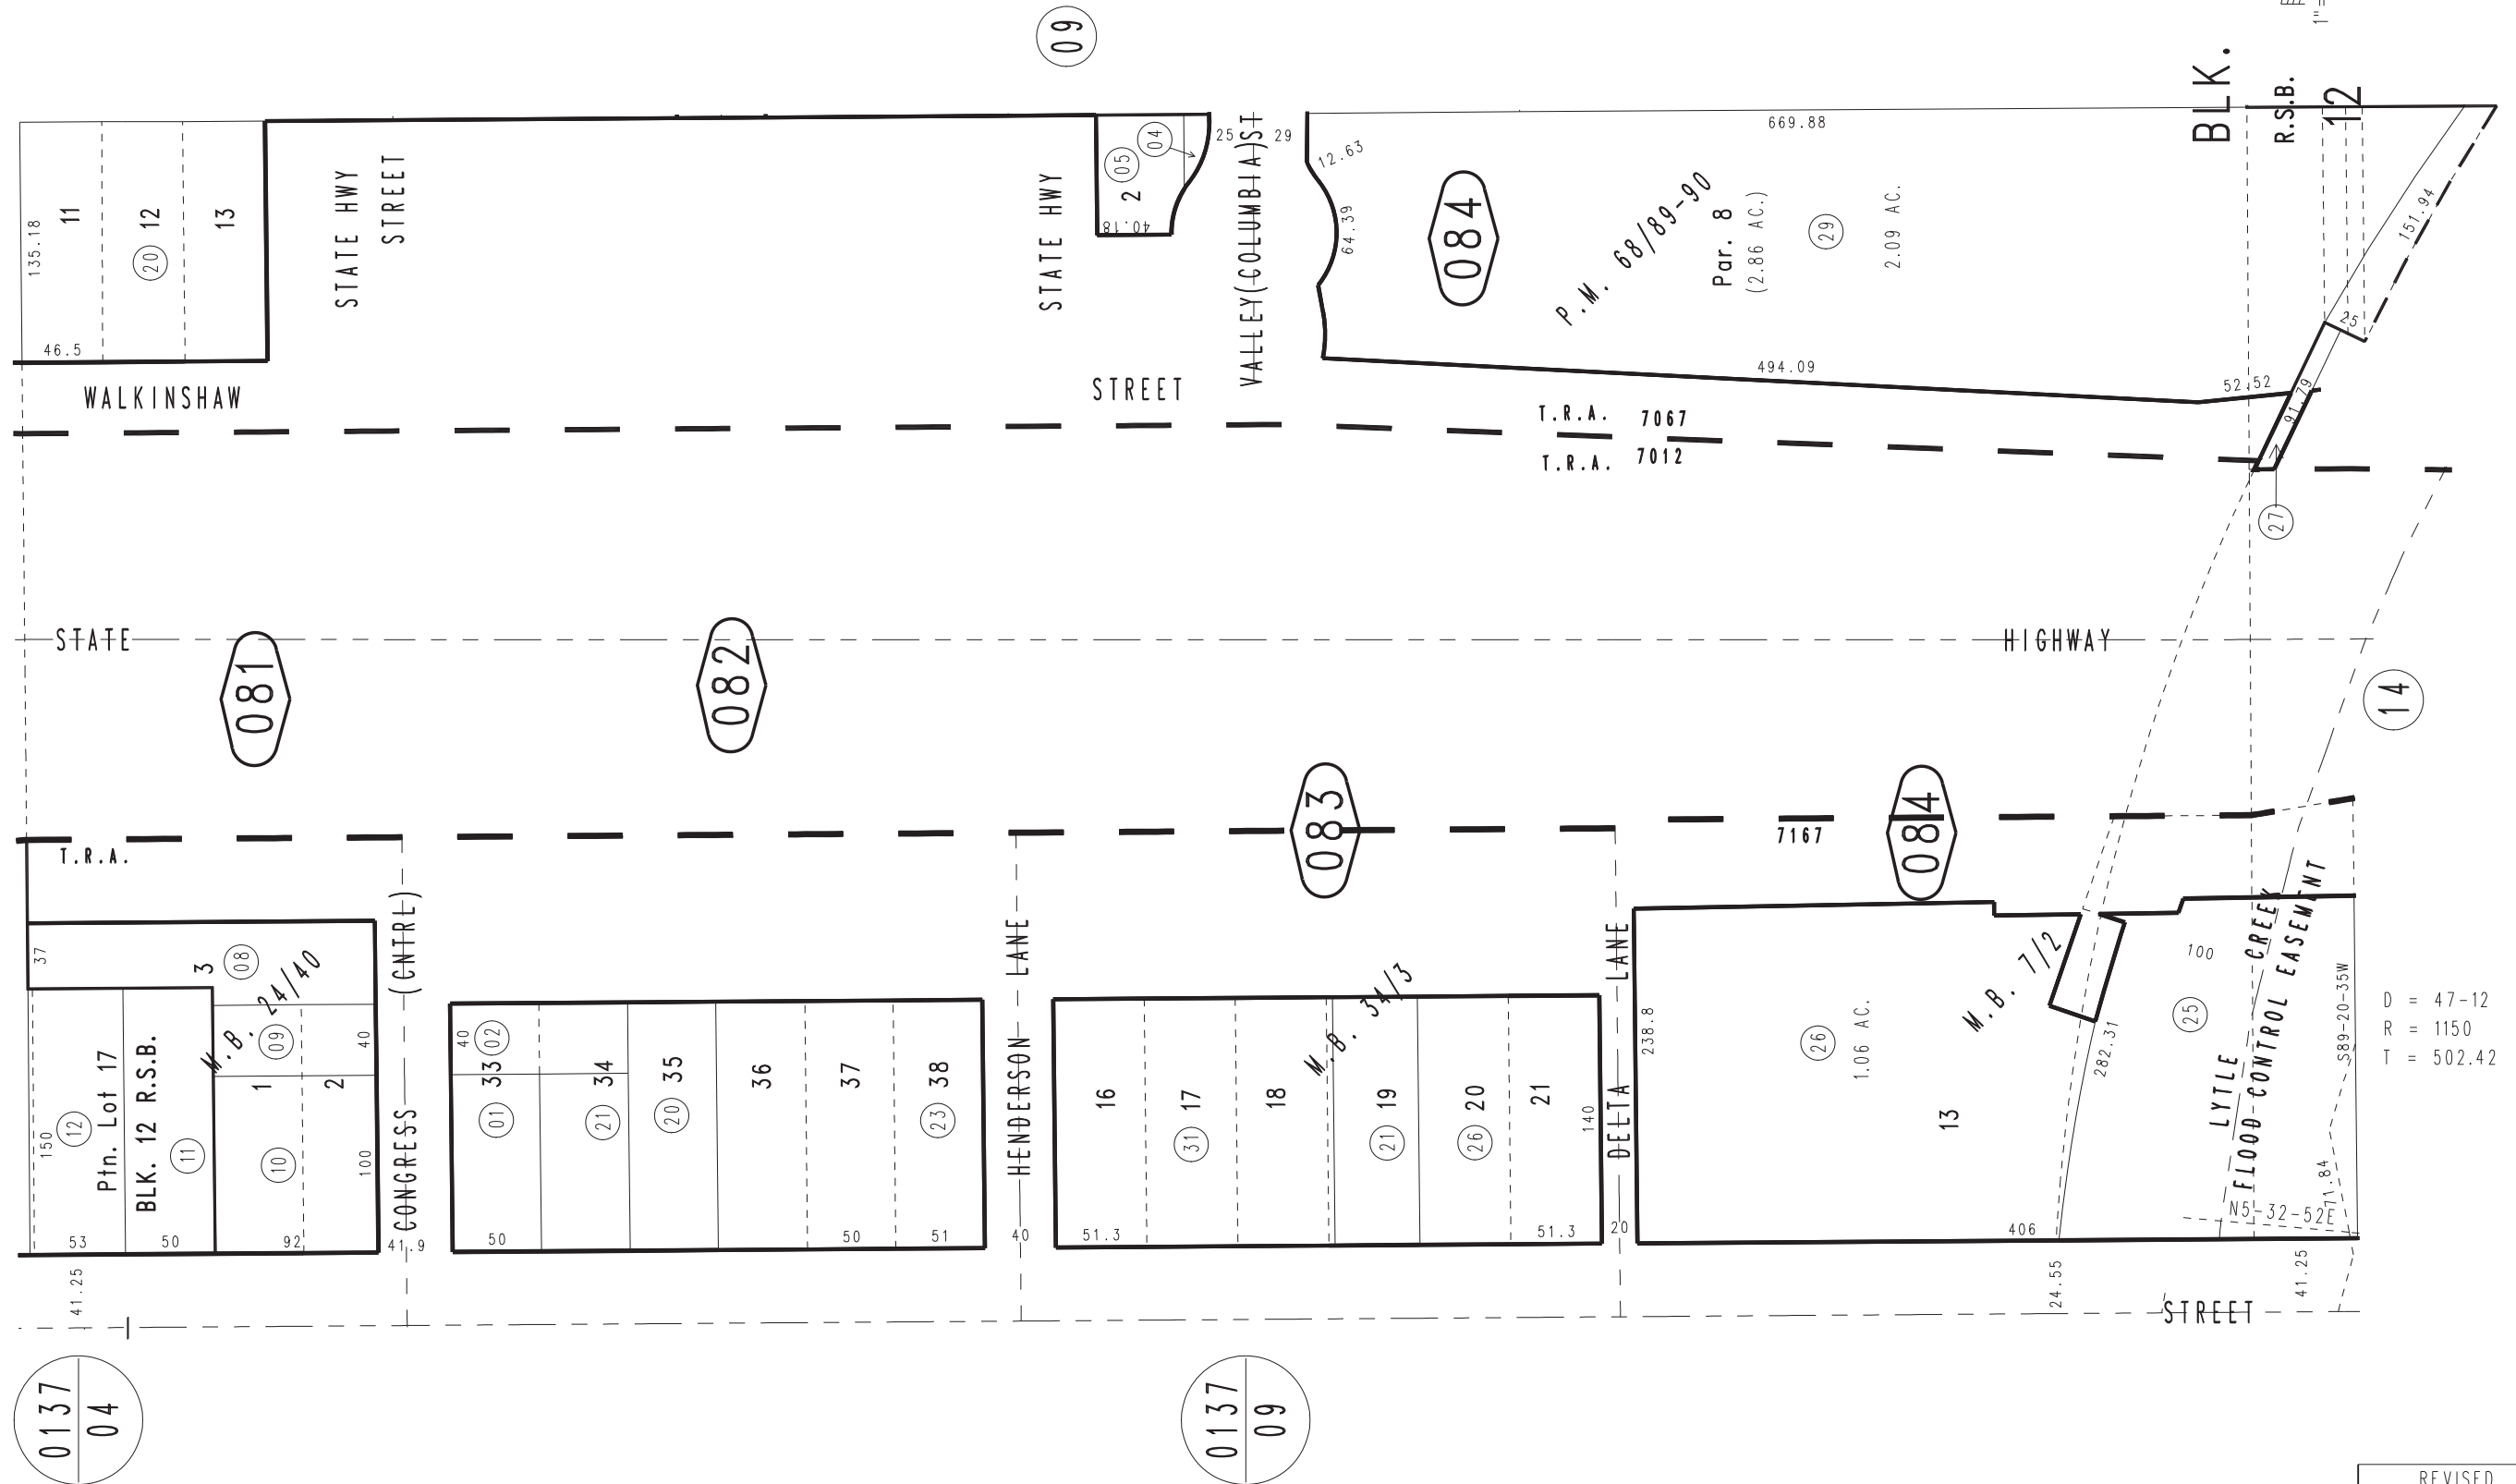 09
1"=
BLK.
R.S.B.
12
135.18
11
12
13
20
46.5
STATE HWY
STREET
STATE HWY
05
04
2
40.18
25
29
VALLEY(COLUMBIA)ST
12.63
64.39
084
669.88
P.M. 68/89-90
Par. 8
(2.86 AC.)
29
2.09 AC.
151.94
25
494.09
52.52
91.79
WALKINSHAW
STREET
T.R.A. 7067
T.R.A. 7012
27
STATE
HIGHWAY
081
082
14
083
084
T.R.A.
7167
37
3
08
M.B. 24/40
09
40
1
2
10
100
150
12
Ptn. Lot 17
BLK. 12 R.S.B.
11
53
50
92
CONGRESS (CNTRL)
41.9
40
02
33
01
34
21
35
20
36
37
38
23
50
50
51
HENDERSON LANE
40
16
17
31
18
M.B. 34/3
19
21
20
26
21
140
51.3
51.3
DELTA LANE
20
238.8
26
1.06 AC.
13
M.B. 7/2
282.31
100
25
LYTLE CREEK
FLOOD CONTROL EASEMENT
S89-20-35W
71.84
N5-32-52E
406
D = 47-12
R = 1150
T = 502.42
41.25
24.55
41.25
STREET
0137
04
0137
09
REVISED